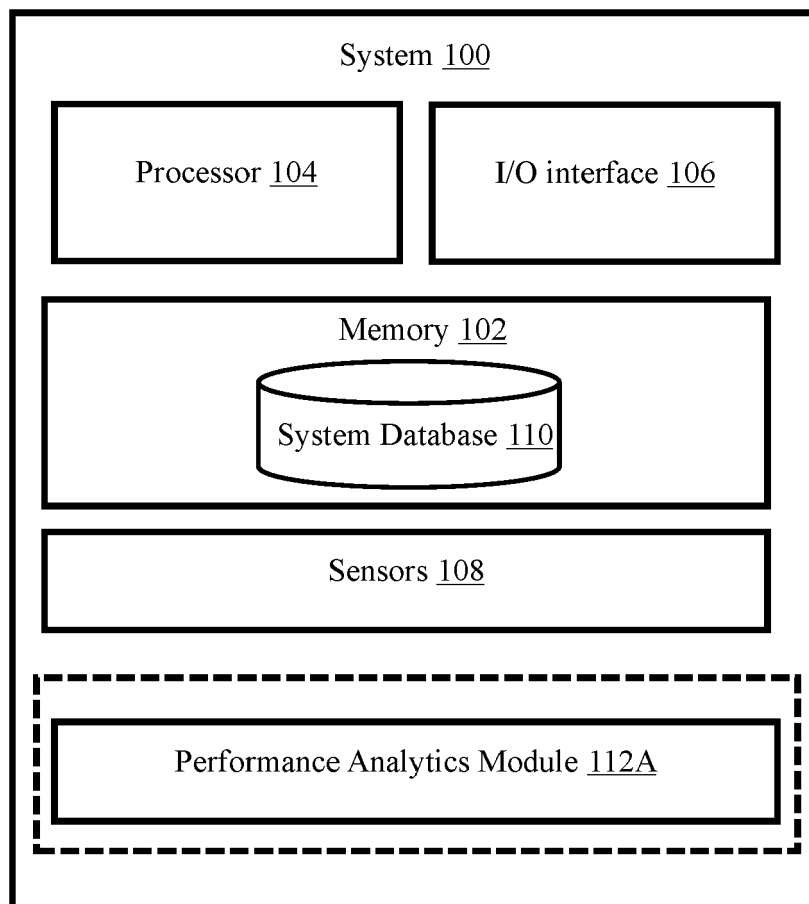 System 100
Processor 104
I/O interface 106
Memory 102
System Database 110
Sensors 108
Performance Analytics Module 112A